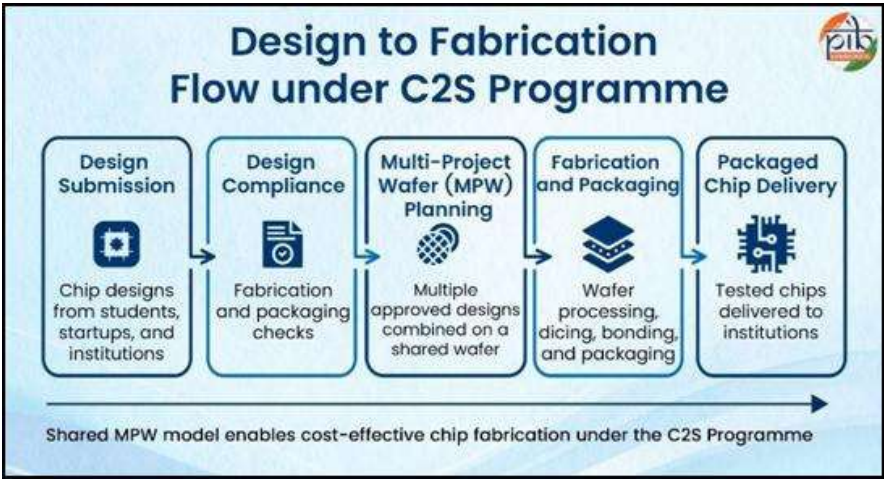 Design to Fabrication
Flow under C2S Programme
pib
Design
Submission
Chip designs
from students,
startups, and
institutions
Design
Compliance
Fabrication
and packaging
checks
Multi-Project
Wafer (MPW)
Planning
Multiple
approved designs
combined on a
shared wafer
Fabrication
and Packaging
Wafer
processing,
dicing, bonding,
and packaging
Packaged
Chip Delivery
Tested chips
delivered to
institutions
Shared MPW model enables cost-effective chip fabrication under the C2S Programme